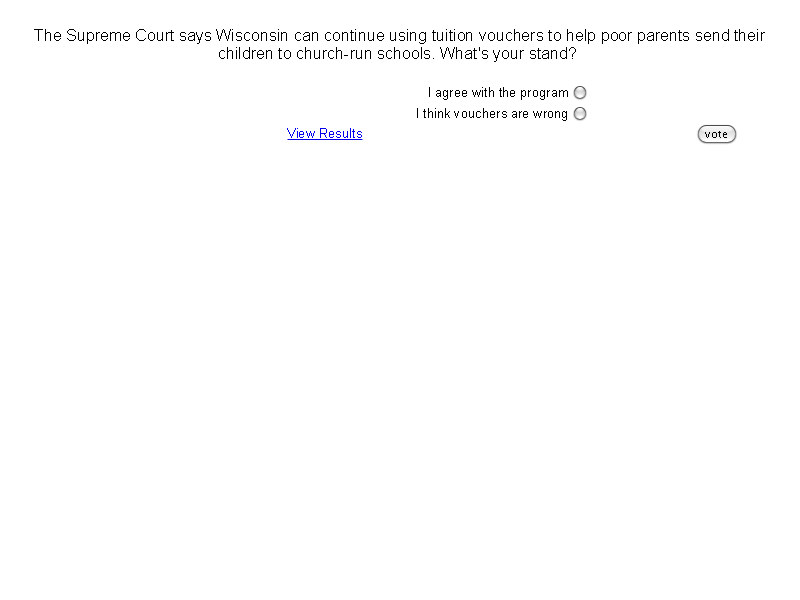 The Supreme Court says Wisconsin can continue using tuition vouchers to help poor parents send their
children to church-run schools. What's your stand?
I agree with the program
I think vouchers are wrong
View Results
vote